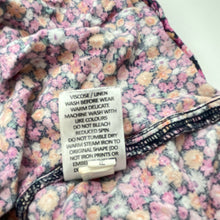 VISCOSE / LINEN
WASH BEFORE WEAR
WARM DELICATE
MACHINE WASH WITH
LIKE COLOURS
DO NOT BLEACH
REDUCED SPIN
DO NOT TUMBLE DRY
WARM STEAM IRON TO
ORIGINAL SHAPE (DO
NOT IRON PRINTS OR